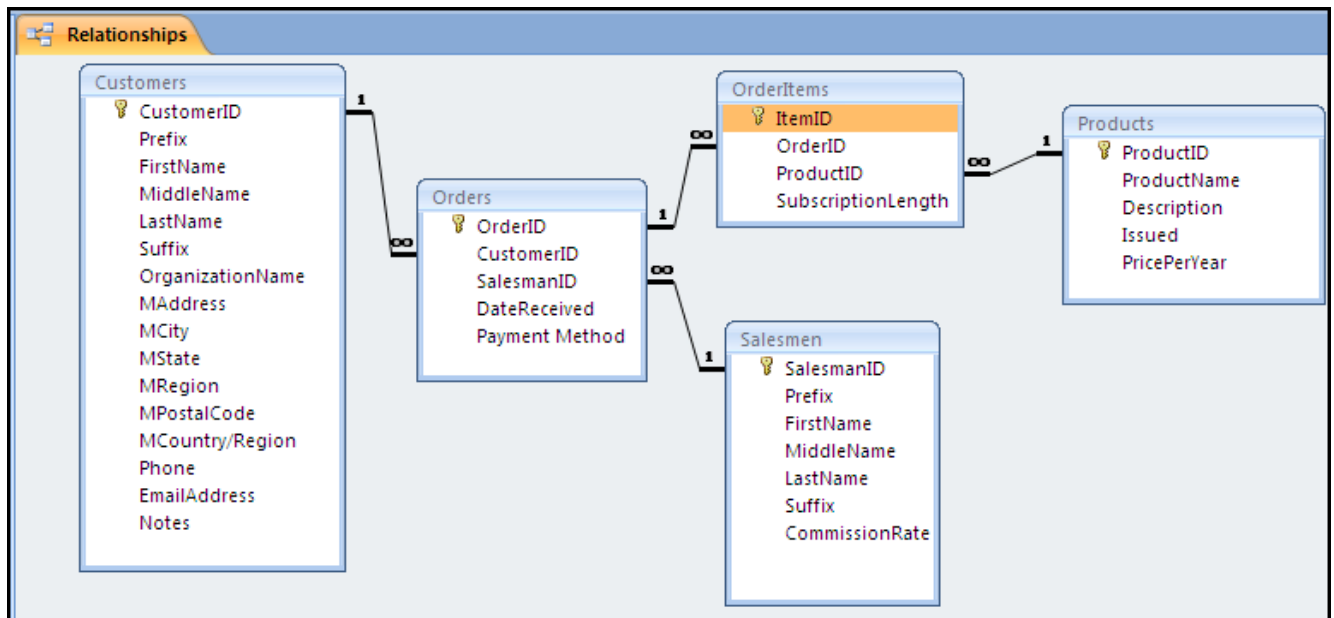 Relationships
Customers
CustomerID
Prefix
FirstName
MiddleName
LastName
Suffix
OrganizationName
MAddress
MCity
MState
MRegion
MPostalCode
MCountry/Region
Phone
EmailAddress
Notes
1
∞
Orders
OrderID
CustomerID
SalesmanID
DateReceived
Payment Method
1
∞
∞
1
OrderItems
ItemID
OrderID
ProductID
SubscriptionLength
∞
1
Salesmen
SalesmanID
Prefix
FirstName
MiddleName
LastName
Suffix
CommissionRate
Products
ProductID
ProductName
Description
Issued
PricePerYear